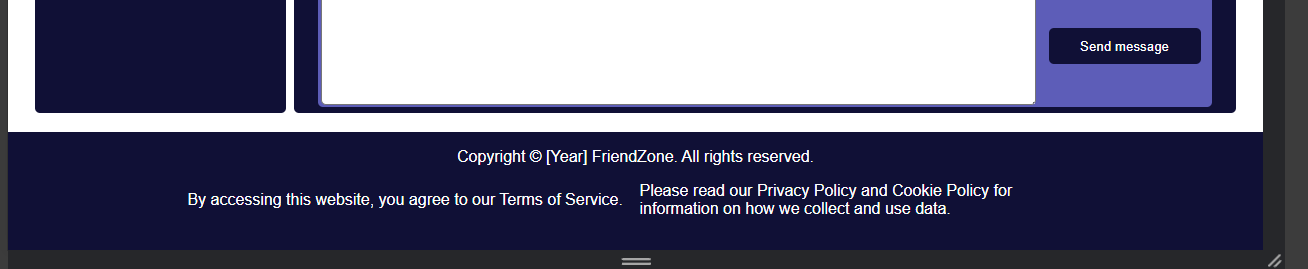 Send message
Copyright © [Year] FriendZone. All rights reserved.
By accessing this website, you agree to our Terms of Service.
Please read our Privacy Policy and Cookie Policy for
information on how we collect and use data.